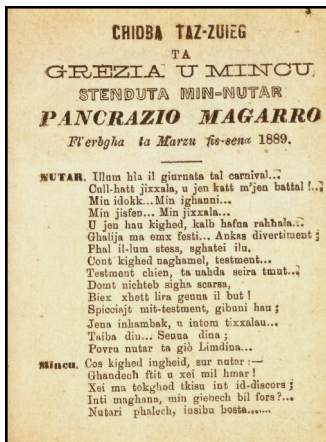 CHIDBA TAZ-ZUIEG
TA
GREZIA U MINCU
STENDUTA MIN-NUTAR
PANCRAZIO MAGARRO
Fl'erbgha ta Marzu fis-sena 1889.
NUTAR. Illum hia il giurnata tal carnival...
Cull-hatt jixxala, u jen katt m'jen battal !...
Min idokk... Min ighanni...
Min jisfen... Min jixxala...
U jen hau kighed, kalb hafna rahhala...
Ghalija ma emx festi... Ankas divertiment ;
Phal il-lum stess, sghatei ilu.
Cont kighed naghamel, testment...
Testment chien, ta uahda seira tmut...
Domt nichteb sigha scarsa,
Biex xhett lira genua il but !
Spicciajt mit-testment, gibuni hau ;
Jena inhambak, u intom tixxalau...
Taiba din... Senua dina ;
Povru nutar ta giò Limdina...
Mincu. Cos kighed ingheid, sur nutar :—
Ghandech ftit u xei mil hmar !
Xei ma tokghod tkisu int id-discors ;
Inti maghana, min giebech bil fors ?...
Nutari phalech, insibu bosta......